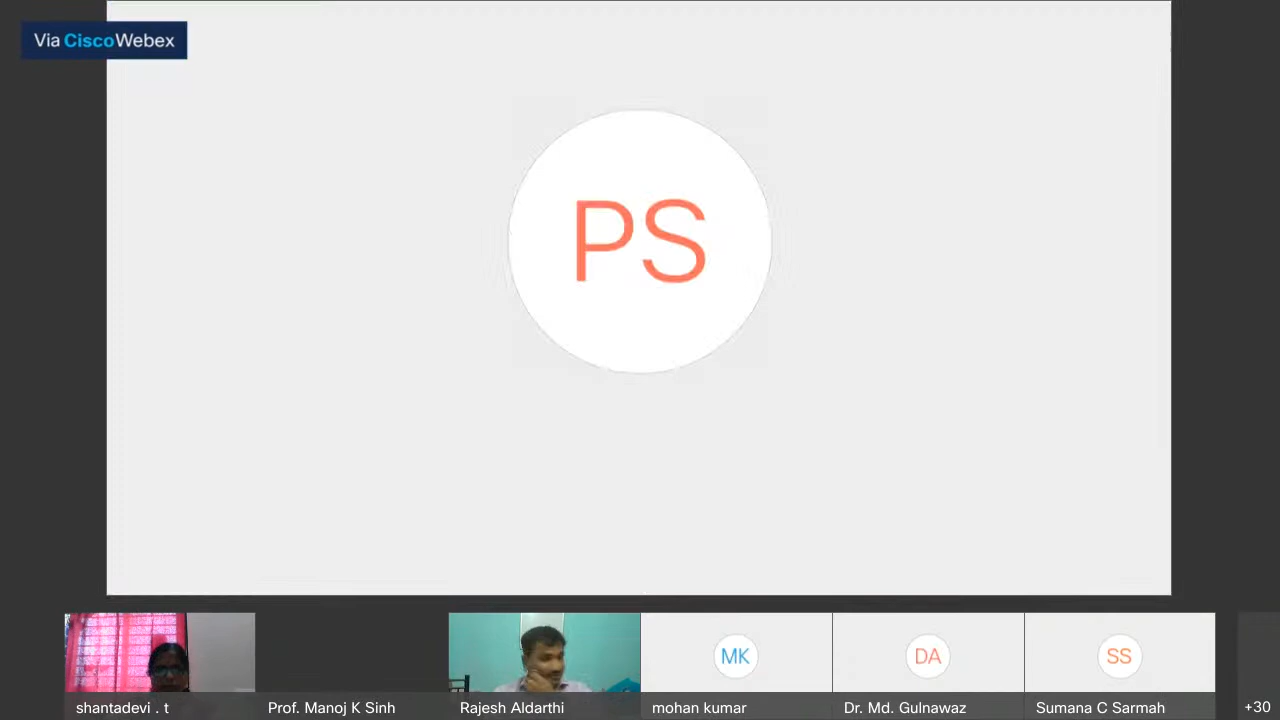 Via CiscoWebex
PS
MK
DA
SS
shantadevi . t
Prof. Manoj K Sinh
Rajesh Aldarthi
mohan kumar
Dr. Md. Gulnawaz
Sumana C Sarmah
+30